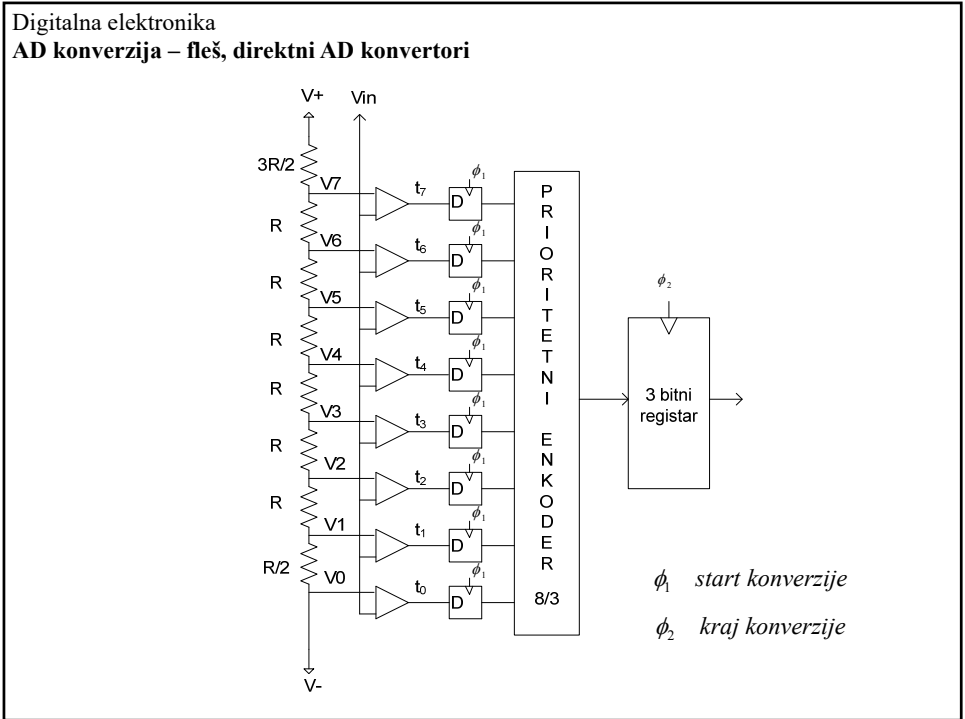 Digitalna elektronika
AD konverzija – fleš, direktni AD konvertori
V+ Vin
3R/2
V7 t7 D ϕ1
R
V6 t6 D ϕ1
R
V5 t5 D ϕ1
R
V4 t4 D ϕ1
R
V3 t3 D ϕ1
R
V2 t2 D ϕ1
R
V1 t1 D ϕ1
R/2
V0 t0 D ϕ1
V-
PRIORITETNI
ENKODER
8/3
ϕ2
3 bitni
registar
ϕ1 start konverzije
ϕ2 kraj konverzije